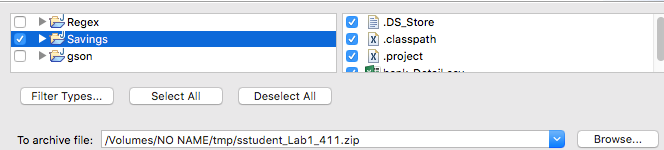 Regex
Savings
gson
.DS_Store
.classpath
.project
Filter Types...
Select All
Deselect All
To archive file:
/Volumes/NO NAME/tmp/sstudent_Lab1_411.zip
Browse...